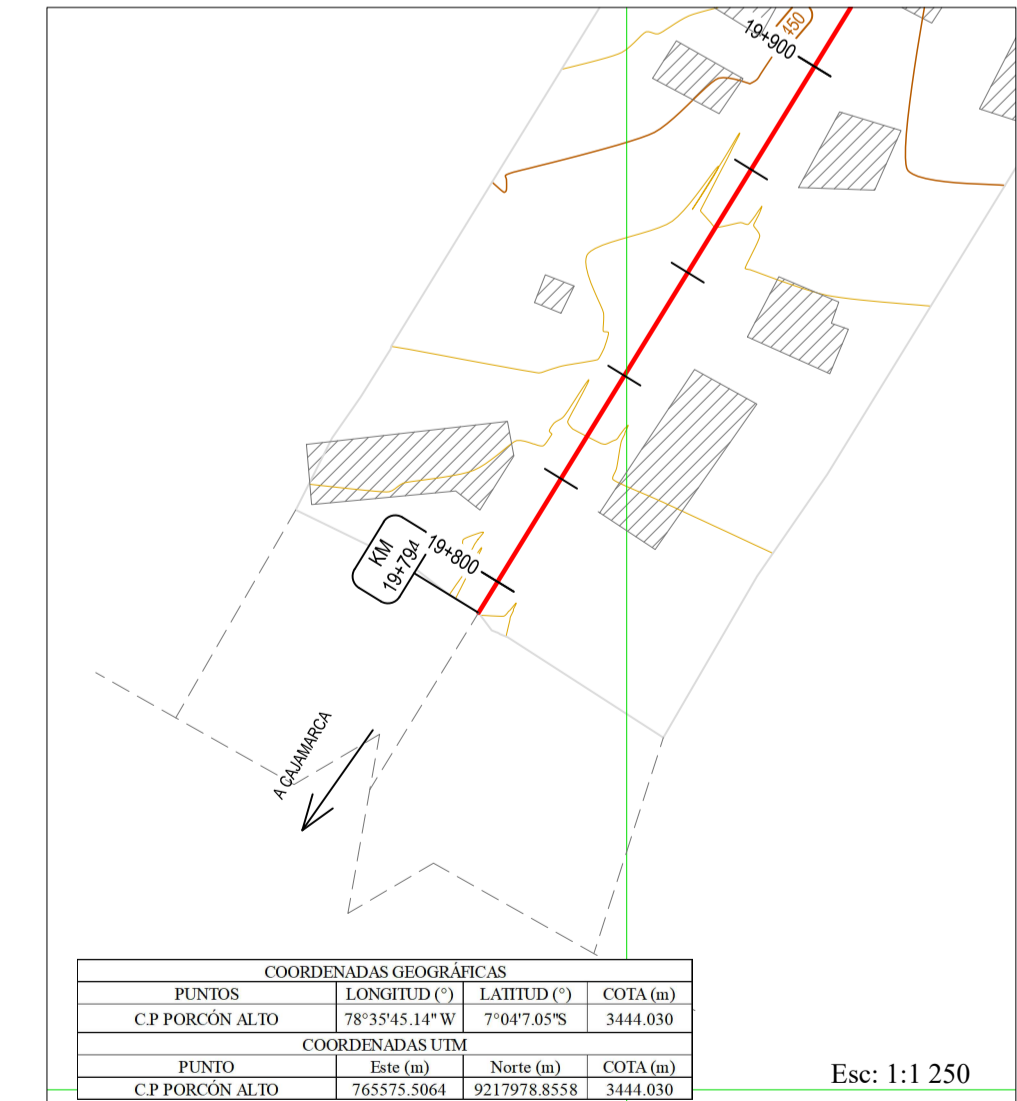 450
19+900
KM
19+794
19+800
A CAJAMARCA
COORDENADAS GEOGRÁFICAS
PUNTOS LONGITUD (°) LATITUD (°) COTA (m)
C.P PORCÓN ALTO 78°35'45.14" W 7°04'7.05"S 3444.030
COORDENADAS UTM
PUNTO Este (m) Norte (m) COTA (m)
C.P PORCÓN ALTO 765575.5064 9217978.8558 3444.030
Esc: 1:1 250